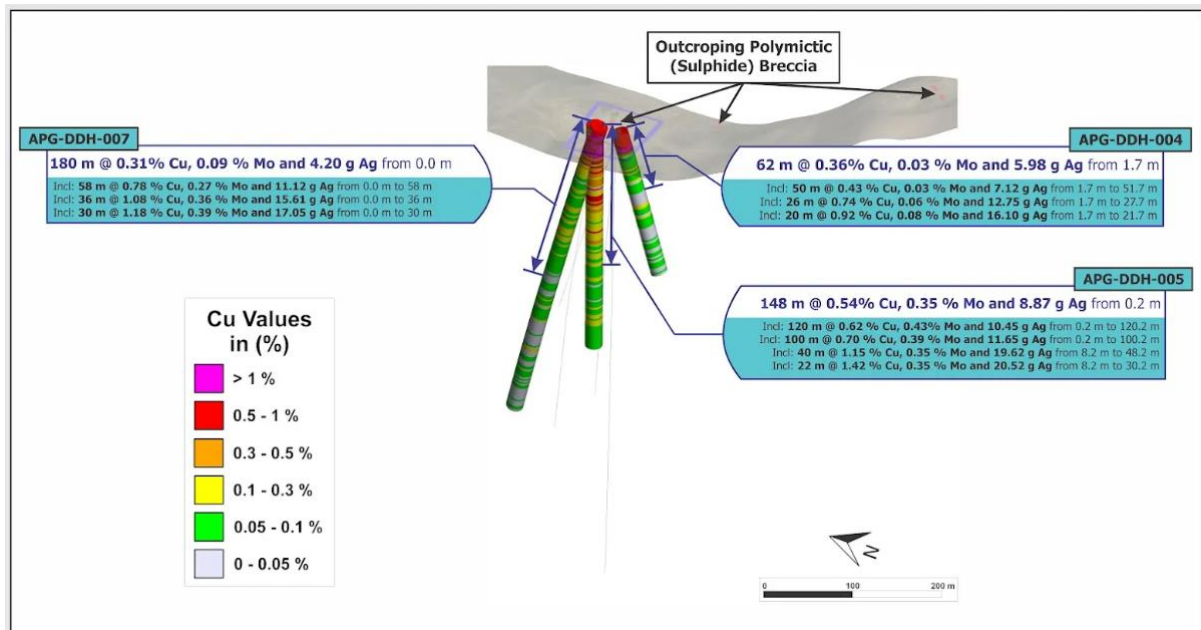 Outcroping Polymictic
(Sulphide) Breccia
APG-DDH-007
180 m @ 0.31% Cu, 0.09 % Mo and 4.20 g Ag from 0.0 m
Incl: 58 m @ 0.78 % Cu, 0.27 % Mo and 11.12 g Ag from 0.0 m to 58 m
Incl: 36 m @ 1.08 % Cu, 0.36 % Mo and 15.61 g Ag from 0.0 m to 36 m
Incl: 30 m @ 1.18 % Cu, 0.39 % Mo and 17.05 g Ag from 0.0 m to 30 m
APG-DDH-004
62 m @ 0.36% Cu, 0.03 % Mo and 5.98 g Ag from 1.7 m
Incl: 50 m @ 0.43 % Cu, 0.03 % Mo and 7.12 g Ag from 1.7 m to 51.7 m
Incl: 26 m @ 0.74 % Cu, 0.06 % Mo and 12.75 g Ag from 1.7 m to 27.7 m
Incl: 20 m @ 0.92 % Cu, 0.08 % Mo and 16.10 g Ag from 1.7 m to 21.7 m
APG-DDH-005
148 m @ 0.54% Cu, 0.35 % Mo and 8.87 g Ag from 0.2 m
Incl: 120 m @ 0.62 % Cu, 0.43% Mo and 10.45 g Ag from 0.2 m to 120.2 m
Incl: 100 m @ 0.70 % Cu, 0.39 % Mo and 11.65 g Ag from 0.2 m to 100.2 m
Incl: 40 m @ 1.15 % Cu, 0.35 % Mo and 19.62 g Ag from 8.2 m to 48.2 m
Incl: 22 m @ 1.42 % Cu, 0.35 % Mo and 20.52 g Ag from 8.2 m to 30.2 m
Cu Values
in (%)
> 1 %
0.5 - 1 %
0.3 - 0.5 %
0.1 - 0.3 %
0.05 - 0.1 %
0 - 0.05 %
N
0 100 200 m